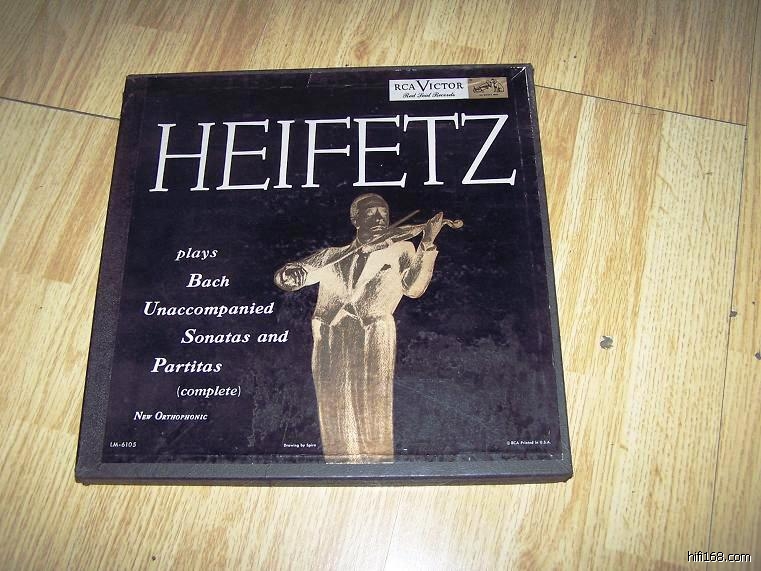 RCA VICTOR
Red Seal Records
HEIFETZ
plays
Bach
Unaccompanied
Sonatas and
Partitas
(complete)
NEW ORTHOPHONIC
LM-6105
Drawing by Spiro
© RCA Printed in U.S.A.
hifi168.com